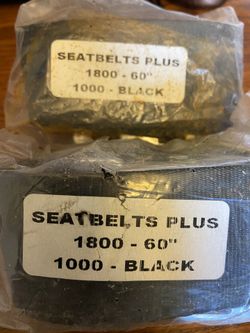 SEATBELTS PLUS
1800 - 60"
1000 - BLACK
SEATBELTS PLUS
1800 - 60"
1000 - BLACK